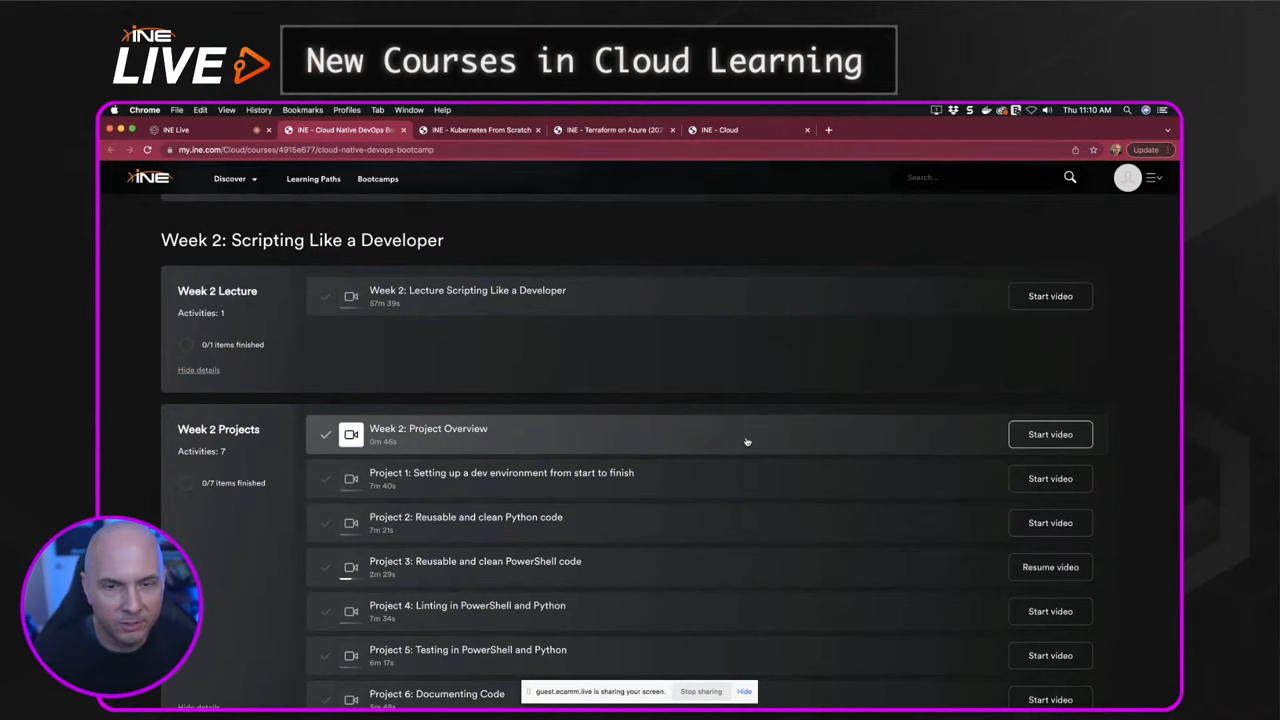 INE
LIVE
New Courses in Cloud Learning
Chrome File Edit View History Bookmarks Profiles Tab Window Help
Thu 11:10 AM
INE Live
INE - Cloud Native DevOps Bo
INE - Kubernetes From Scratch
INE - Terraform on Azure (202
INE - Cloud
my.ine.com/Cloud/courses/4915e677/cloud-native-devops-bootcamp
Update
INE
Discover
Learning Paths
Bootcamps
Search...
Week 2: Scripting Like a Developer
Week 2 Lecture
Activities: 1
0/1 items finished
Hide details
Week 2: Lecture Scripting Like a Developer
57m 39s
Start video
Week 2 Projects
Activities: 7
0/7 items finished
Week 2: Project Overview
0m 46s
Start video
Project 1: Setting up a dev environment from start to finish
7m 40s
Start video
Project 2: Reusable and clean Python code
7m 21s
Start video
Project 3: Reusable and clean PowerShell code
2m 29s
Resume video
Project 4: Linting in PowerShell and Python
7m 34s
Start video
Project 5: Testing in PowerShell and Python
6m 17s
Start video
Project 6: Documenting Code
5m 48s
Start video
Hide details
guest.ecamm.live is sharing your screen.
Stop sharing
Hide